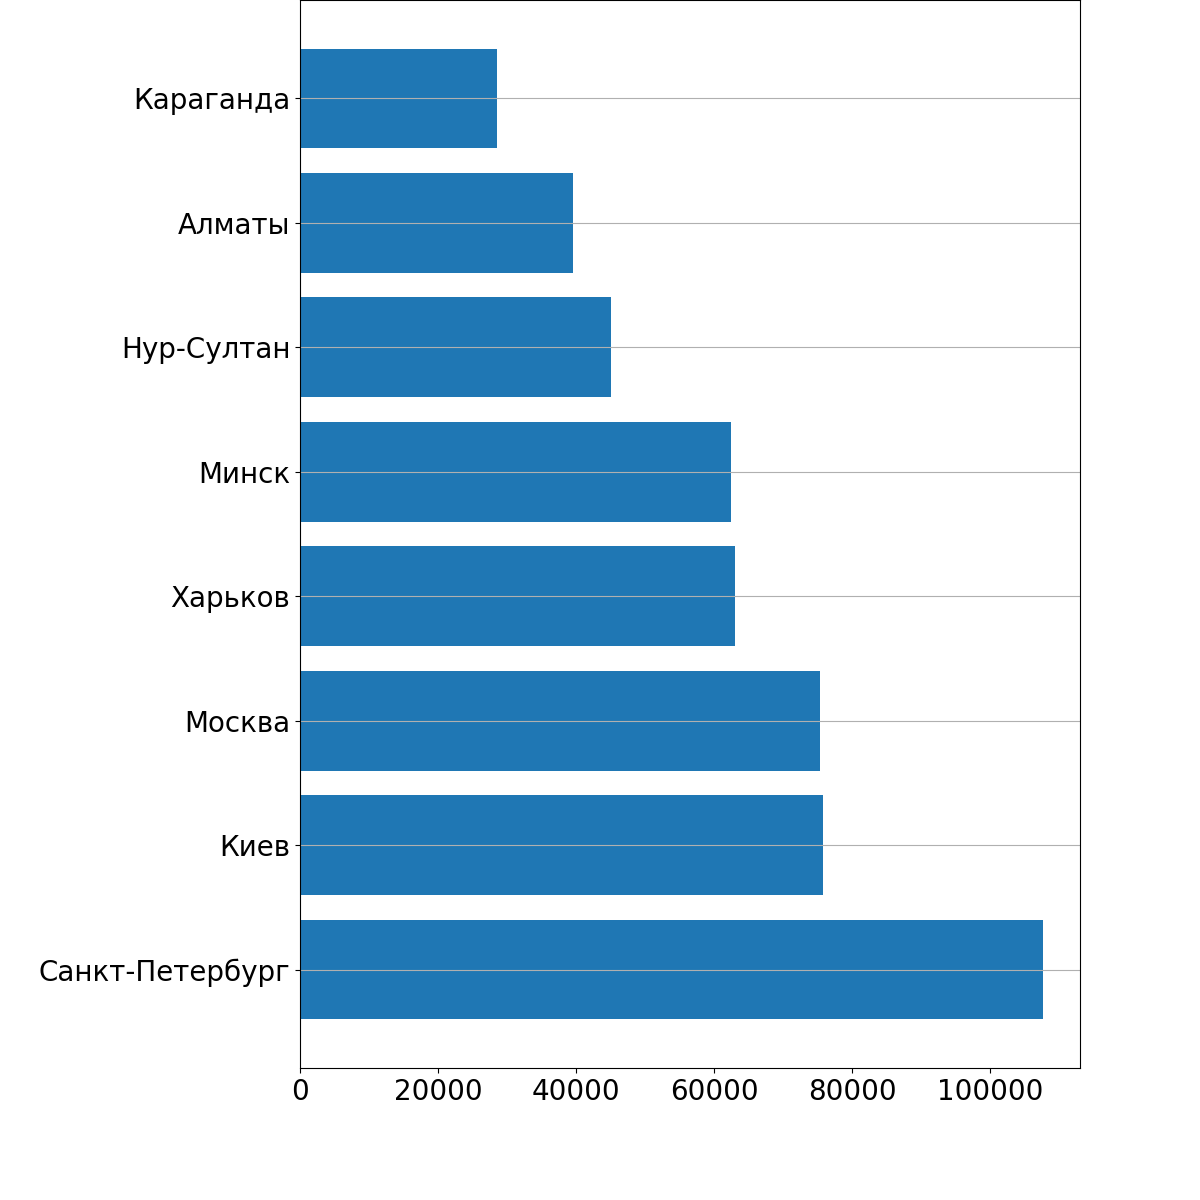 Караганда
Алматы
Нур-Султан
Минск
Харьков
Москва
Киев
Санкт-Петербург
0 20000 40000 60000 80000 100000